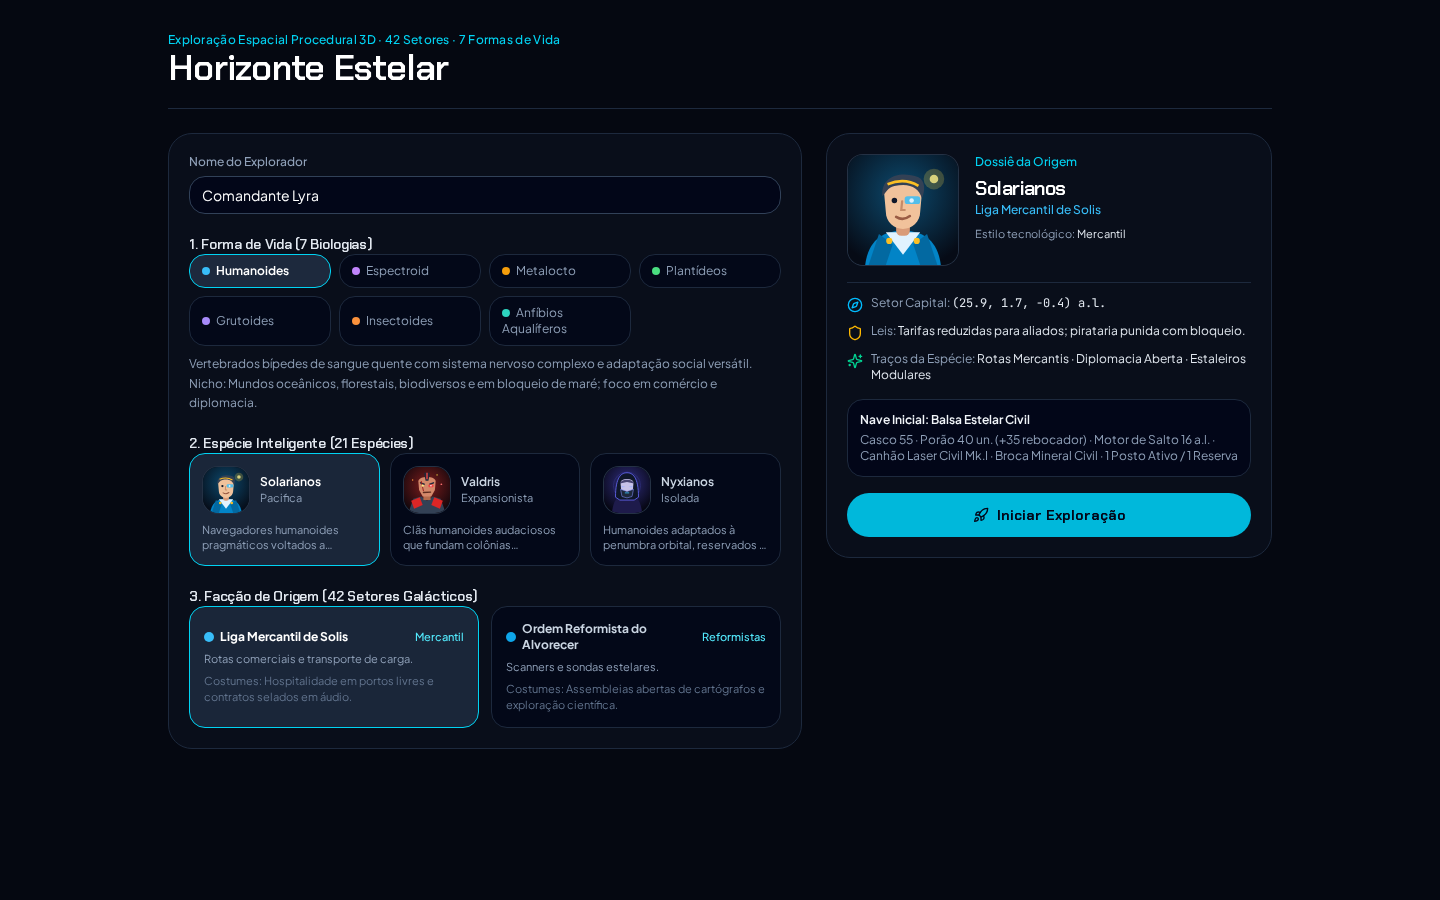 Exploração Espacial Procedural 3D · 42 Setores · 7 Formas de Vida
Horizonte Estelar
Nome do Explorador
Comandante Lyra
1. Forma de Vida (7 Biologias)
Humanoides
Espectroid
Metalocto
Plantídeos
Grutoides
Insectoides
Anfíbios
Aqualíferos
Vertebrados bípedes de sangue quente com sistema nervoso complexo e adaptação social versátil.
Nicho: Mundos oceânicos, florestais, biodiversos e em bloqueio de maré; foco em comércio e
diplomacia.
2. Espécie Inteligente (21 Espécies)
Solarianos
Pacifica
Navegadores humanoides
pragmáticos voltados a…
Valdris
Expansionista
Clãs humanoides audaciosos
que fundam colônias…
Nyxianos
Isolada
Humanoides adaptados à
penumbra orbital, reservados …
3. Facção de Origem (42 Setores Galácticos)
Liga Mercantil de Solis
Mercantil
Rotas comerciais e transporte de carga.
Costumes: Hospitalidade em portos livres e
contratos selados em áudio.
Ordem Reformista do
Alvorecer
Reformistas
Scanners e sondas estelares.
Costumes: Assembleias abertas de cartógrafos e
exploração científica.
Dossiê da Origem
Solarianos
Liga Mercantil de Solis
Estilo tecnológico: Mercantil
Setor Capital: (25.9, 1.7, -0.4) a.l.
Leis: Tarifas reduzidas para aliados; pirataria punida com bloqueio.
Traços da Espécie: Rotas Mercantis · Diplomacia Aberta · Estaleiros
Modulares
Nave Inicial: Balsa Estelar Civil
Casco 55 · Porão 40 un. (+35 rebocador) · Motor de Salto 16 a.l. ·
Canhão Laser Civil Mk.I · Broca Mineral Civil · 1 Posto Ativo / 1 Reserva
Iniciar Exploração